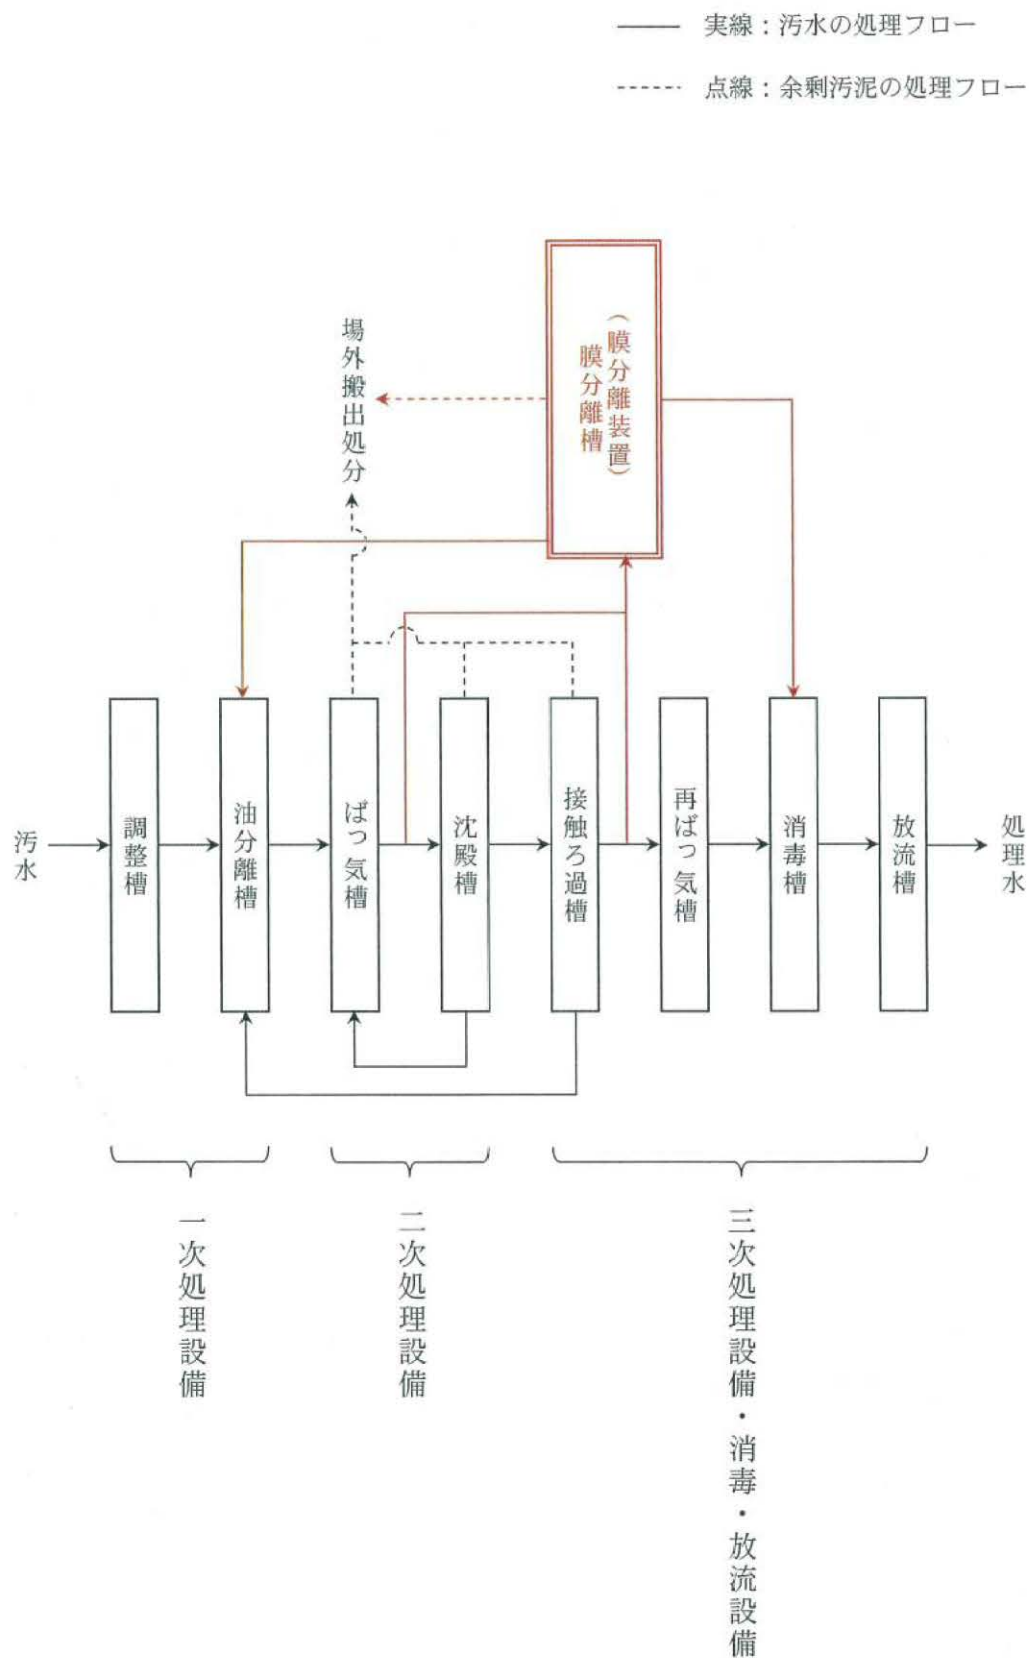 実線：汚水の処理フロー
点線：余剰汚泥の処理フロー
膜分離槽
（膜分離装置）
場外搬出処分
汚水
調整槽
油分離槽
ばっ気槽
沈殿槽
接触ろ過槽
再ばっ気槽
消毒槽
放流槽
処理水
一次処理設備
二次処理設備
三次処理設備・消毒・放流設備